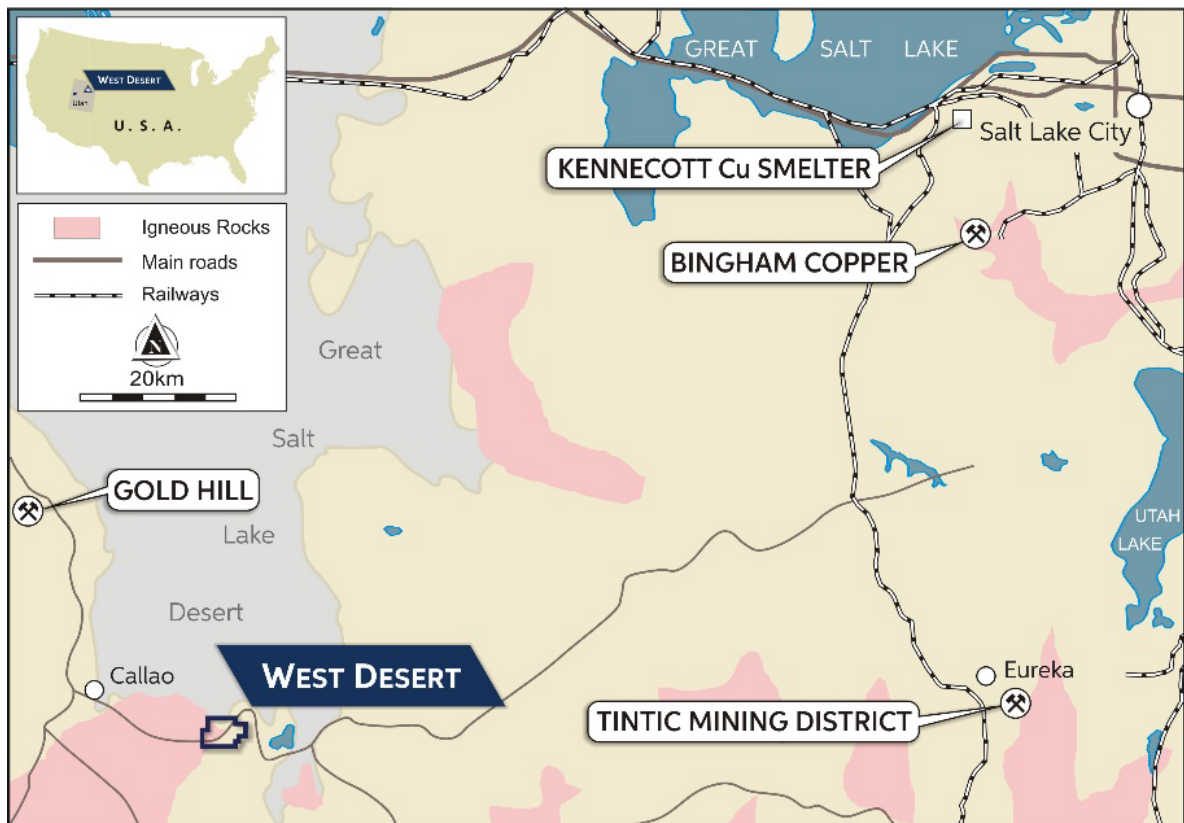 WEST DESERT
Utah
U. S. A.
Igneous Rocks
Main roads
Railways
N
20km
GREAT SALT LAKE
Salt Lake City
KENNECOTT Cu SMELTER
BINGHAM COPPER
Great
Salt
Lake
Desert
GOLD HILL
UTAH
LAKE
Callao
WEST DESERT
Eureka
TINTIC MINING DISTRICT